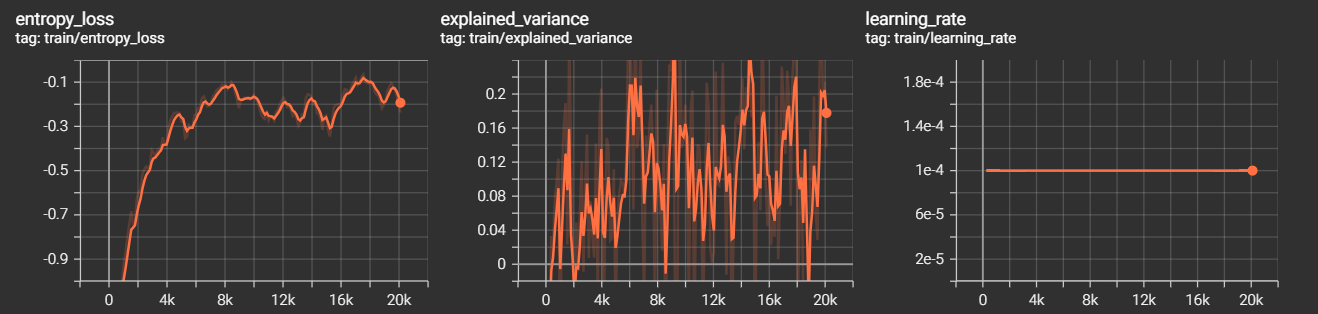 entropy_loss
tag: train/entropy_loss
-0.1
-0.3
-0.5
-0.7
-0.9
0 4k 8k 12k 16k 20k
explained_variance
tag: train/explained_variance
0.2
0.16
0.12
0.08
0.04
0
0 4k 8k 12k 16k 20k
learning_rate
tag: train/learning_rate
1.8e-4
1.4e-4
1e-4
6e-5
2e-5
0 4k 8k 12k 16k 20k